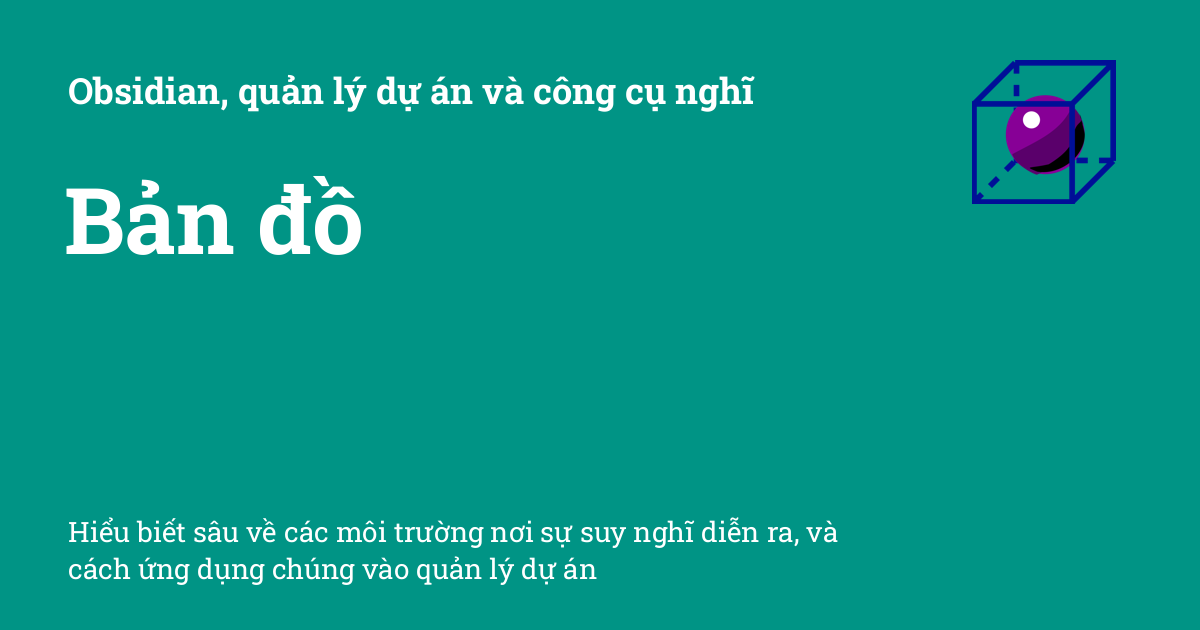 Obsidian, quản lý dự án và công cụ nghĩ
Bản đồ
Hiểu biết sâu về các môi trường nơi sự suy nghĩ diễn ra, và
cách ứng dụng chúng vào quản lý dự án